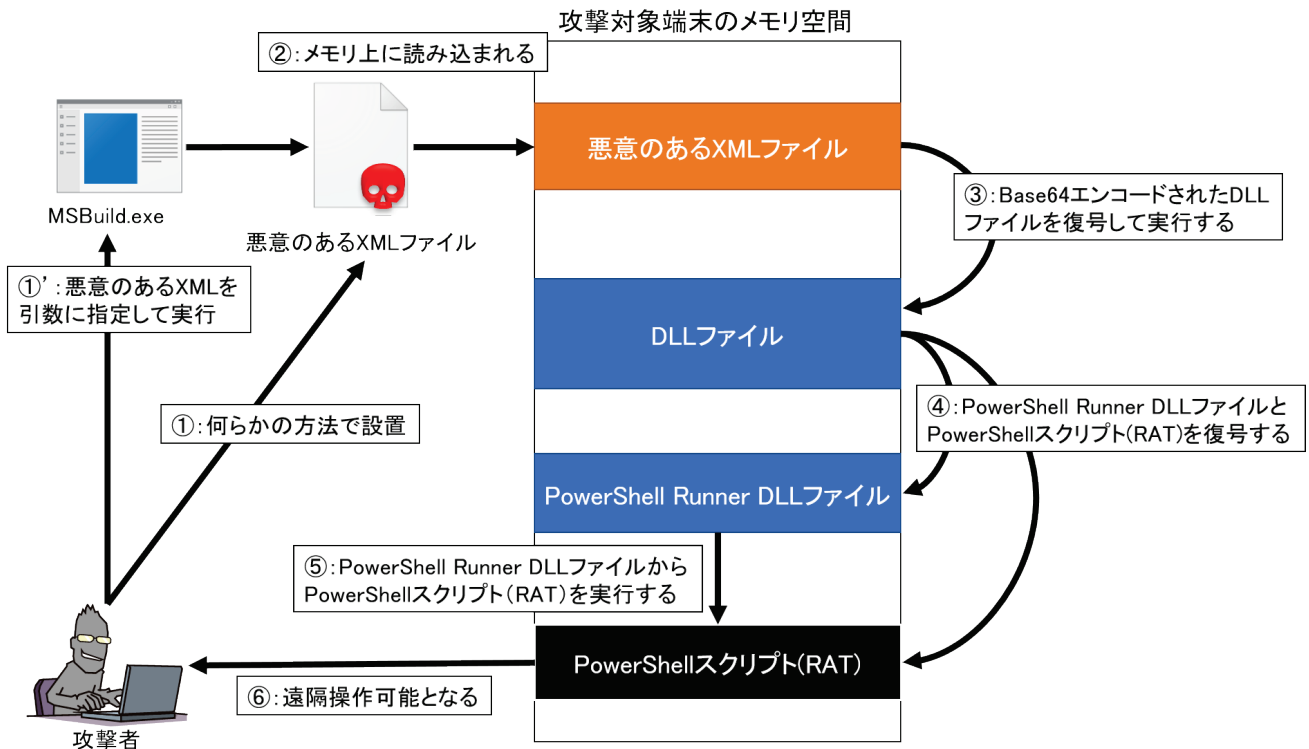 攻撃対象端末のメモリ空間
②:メモリ上に読み込まれる
悪意のあるXMLファイル
MSBuild.exe
悪意のあるXMLファイル
③:Base64エンコードされたDLL
ファイルを復号して実行する
①’:悪意のあるXMLを
引数に指定して実行
DLLファイル
①:何らかの方法で設置
④:PowerShell Runner DLLファイルと
PowerShellスクリプト(RAT)を復号する
PowerShell Runner DLLファイル
⑤:PowerShell Runner DLLファイルから
PowerShellスクリプト(RAT)を実行する
PowerShellスクリプト(RAT)
⑥:遠隔操作可能となる
攻撃者